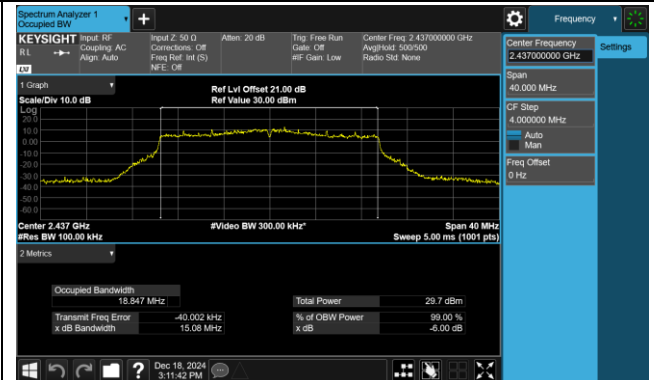 Spectrum Analyzer 1
Occupied BW
Frequency
KEYSIGHT
RL
Input: RF
Coupling: AC
Align: Auto
Input Z: 50 Ω
Corrections: Off
Freq Ref: Int (S)
NFE: Off
Atten: 20 dB
Trig: Free Run
Gate: Off
#IF Gain: Low
Center Freq: 2.437000000 GHz
Avg|Hold: 500/500
Radio Std: None
1 Graph
Scale/Div 10.0 dB
Ref Lvl Offset 21.00 dB
Ref Value 30.00 dBm
Log
20.0
10.0
0.00
-10.0
-20.0
-30.0
-40.0
-50.0
-60.0
Center 2.437 GHz
#Video BW 300.00 kHz*
Span 40 MHz
#Res BW 100.00 kHz
Sweep 5.00 ms (1001 pts)
2 Metrics
Occupied Bandwidth
18.847 MHz
Total Power 29.7 dBm
Transmit Freq Error -40.002 kHz
% of OBW Power 99.00 %
x dB Bandwidth 15.08 MHz
x dB -6.00 dB
Center Frequency
2.437000000 GHz
Settings
Span
40.000 MHz
CF Step
4.000000 MHz
Auto
Man
Freq Offset
0 Hz
?
Dec 18, 2024
3:11:42 PM